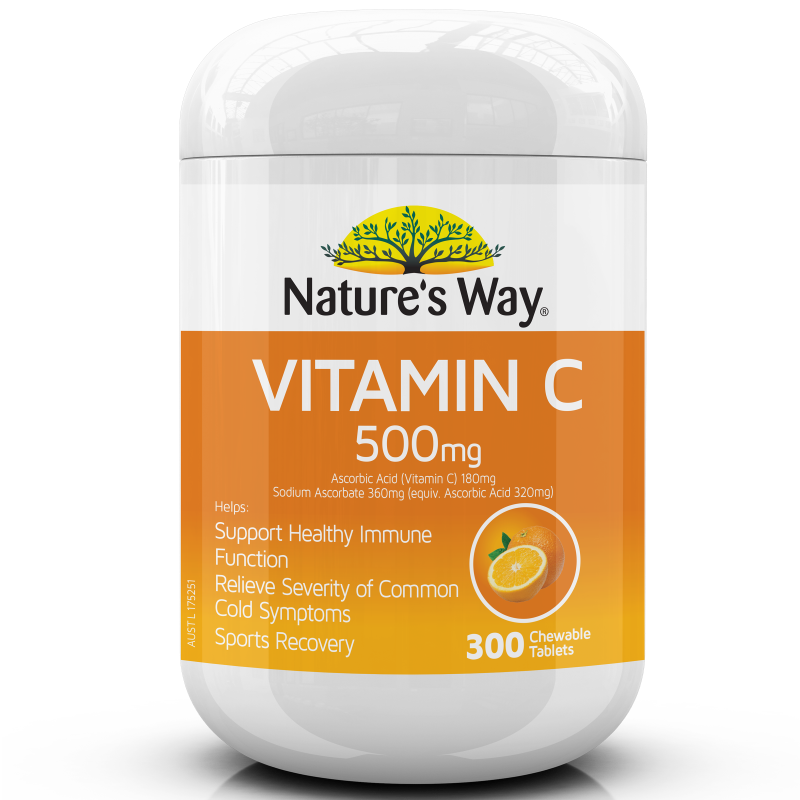 Nature's Way®
VITAMIN C
500mg
Ascorbic Acid (Vitamin C) 180mg
Sodium Ascorbate 360mg (equiv. Ascorbic Acid 320mg)
Helps:
Support Healthy Immune
Function
Relieve Severity of Common
Cold Symptoms
Sports Recovery
300 Chewable
Tablets
AUST L 175251